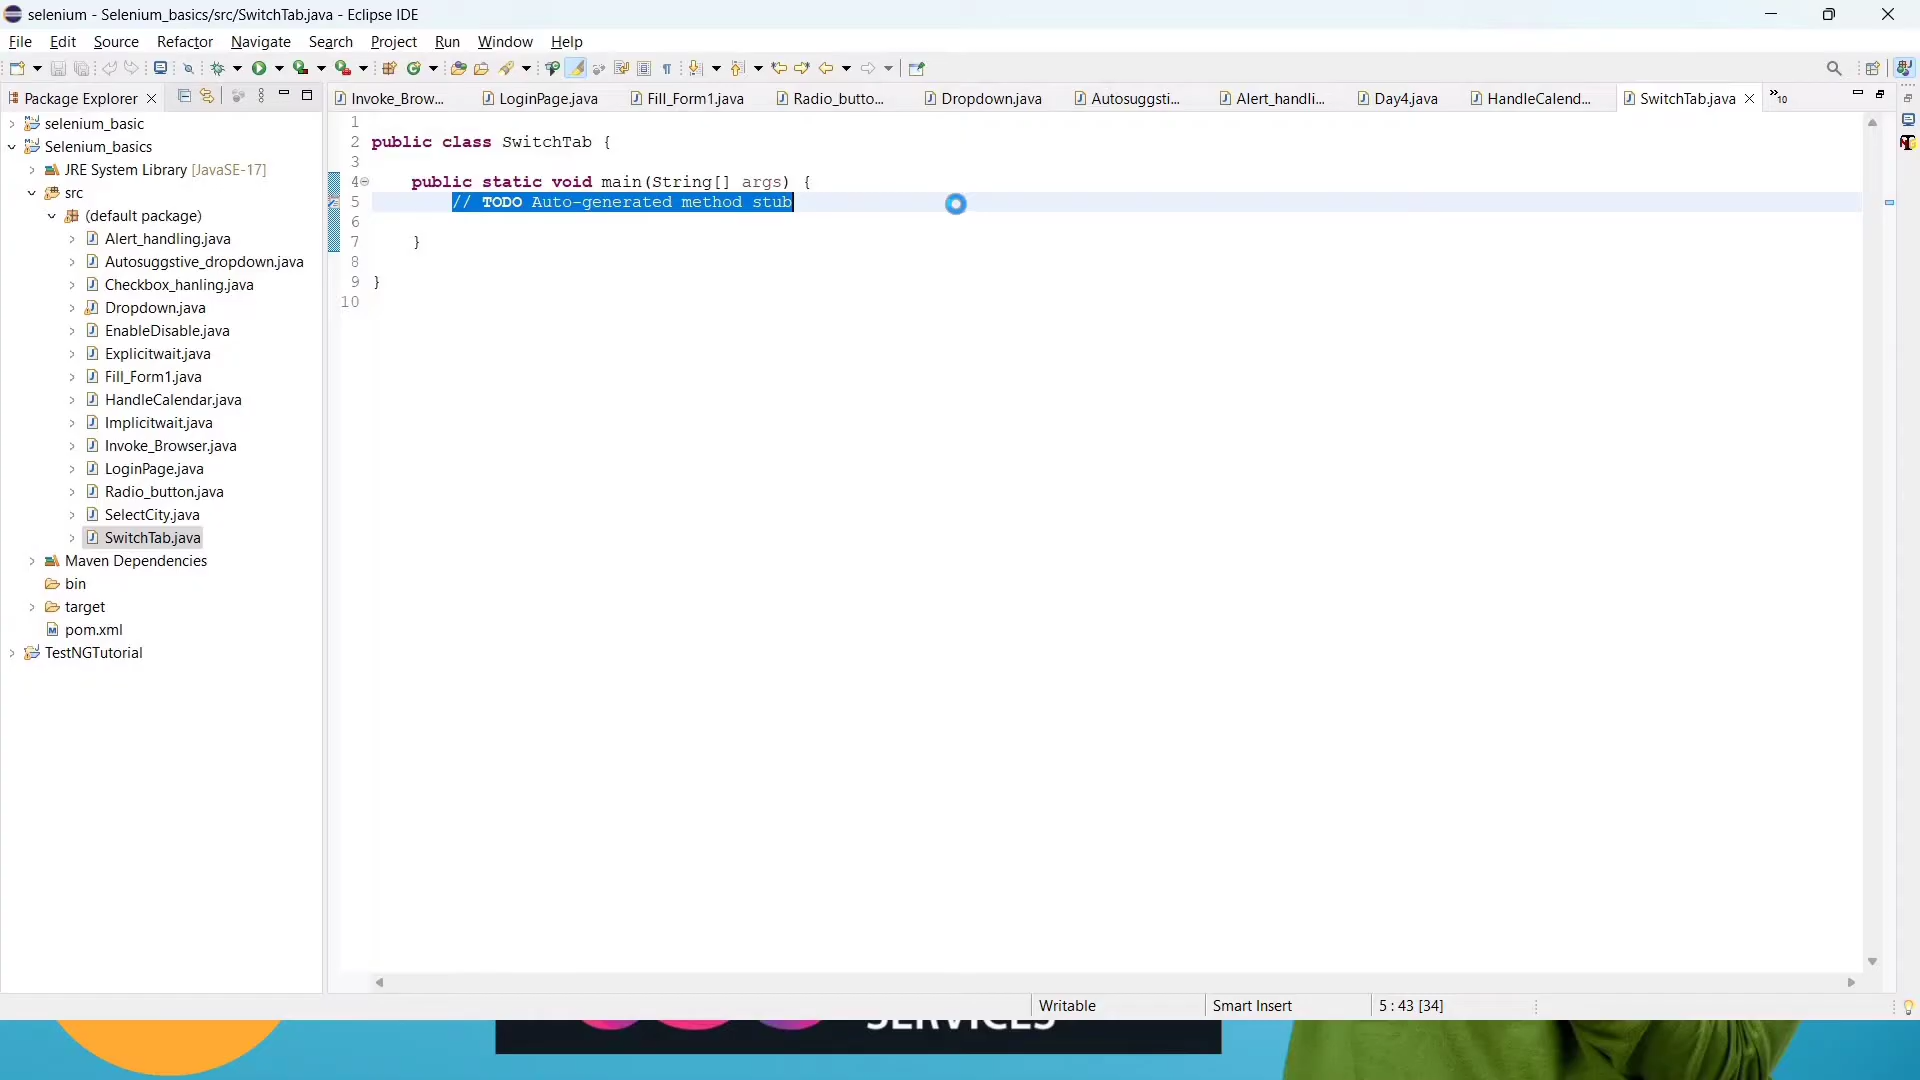 selenium - Selenium_basics/src/SwitchTab.java - Eclipse IDE
File Edit Source Refactor Navigate Search Project Run Window Help
Package Explorer
Invoke_Brow... LoginPage.java Fill_Form1.java Radio_butto... Dropdown.java Autosuggsti... Alert_handli... Day4.java HandleCalend... SwitchTab.java »10
selenium_basic
Selenium_basics
JRE System Library [JavaSE-17]
src
(default package)
Alert_handling.java
Autosuggstive_dropdown.java
Checkbox_hanling.java
Dropdown.java
EnableDisable.java
Explicitwait.java
Fill_Form1.java
HandleCalendar.java
Implicitwait.java
Invoke_Browser.java
LoginPage.java
Radio_button.java
SelectCity.java
SwitchTab.java
Maven Dependencies
bin
target
pom.xml
TestNGTutorial
1
2 public class SwitchTab {
3
4 public static void main(String[] args) {
5 // TODO Auto-generated method stub
6
7 }
8
9 }
10
Writable Smart Insert 5 : 43 [34]
SERVICES